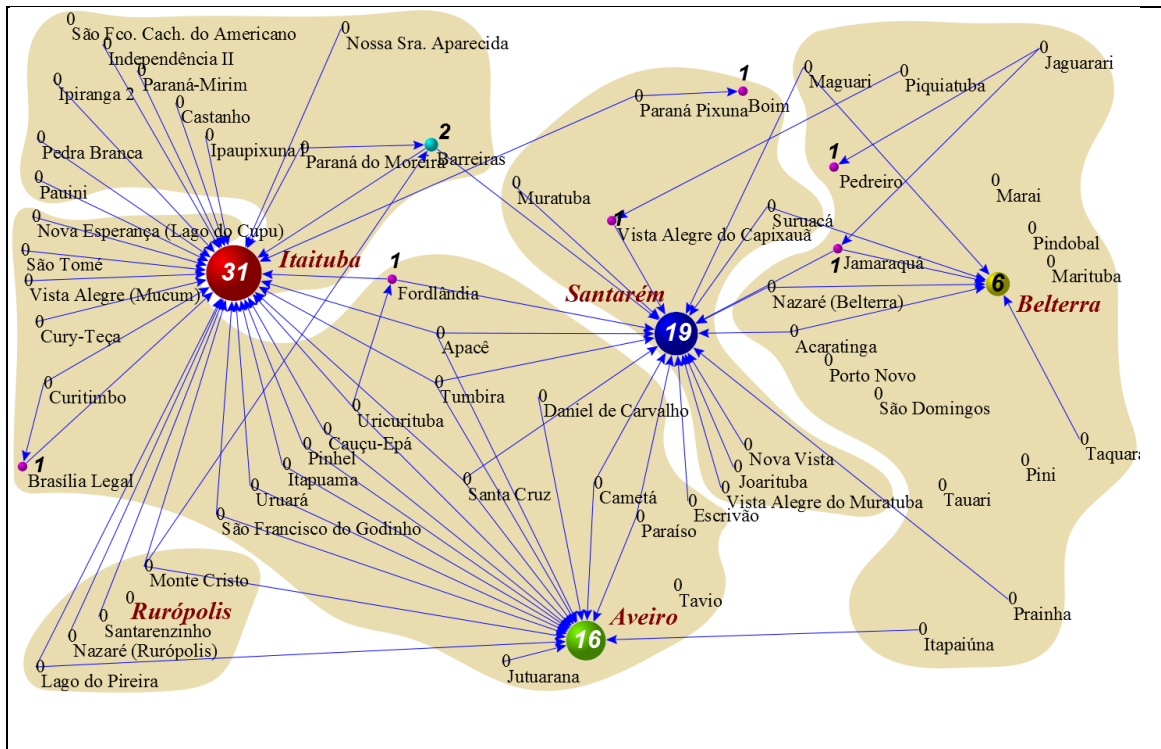 0
São Fco. Cach. do Americano
0
Nossa Sra. Aparecida
0
Independência II
0
Paraná-Mirim
0
Ipiranga 2
0
Castanho
0
Ipaupixuna I
0
Pedra Branca
0
Paraná do Moreira
2
Barreiras
0
Pauini
0
Nova Esperança (Lago do Cupu)
0
São Tomé
0
Vista Alegre (Mucum)
31
Itaituba
0
Cury-Teça
0
Curitimbo
1
Brasília Legal
1
Fordlândia
0
Apacê
0
Tumbira
0
Uricurituba
0
Cauçu-Epá
0
Pinhel
0
Itapuama
0
Uruará
0
São Francisco do Godinho
0
Monte Cristo
0
Rurópolis
0
Santarenzinho
0
Nazaré (Rurópolis)
0
Lago do Pireira
0
Paraná Pixuna
1
Boim
0
Muratuba
1
Vista Alegre do Capixauã
Santarém
19
0
Daniel de Carvalho
0
Santa Cruz
0
Cametá
0
Paraíso
0
Escrivão
0
Nova Vista
0
Joarituba
0
Vista Alegre do Muratuba
0
Tavio
Aveiro
16
0
Jutuarana
0
Maguari
0
Piquiatuba
0
Jaguarari
1
Pedreiro
0
Marai
0
Suruacá
0
Pindobal
1
Jamaraquá
0
Marituba
0
Nazaré (Belterra)
6
Belterra
0
Acaratinga
0
Porto Novo
0
São Domingos
0
Taquara
0
Pini
0
Tauari
0
Prainha
0
Itapaiúna